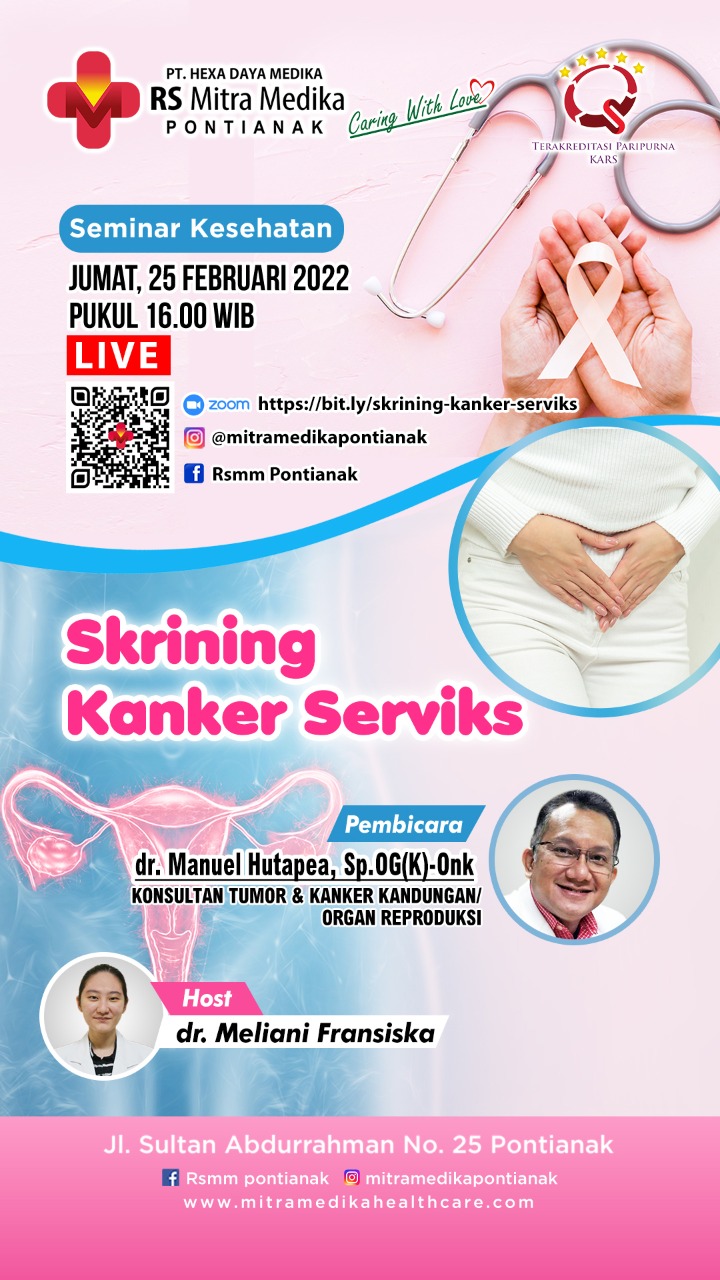 PT. HEXA DAYA MEDIKA
RS Mitra Medika
PONTIANAK
Caring With Love
TERAKREDITASI PARIPURNA
KARS
Seminar Kesehatan
JUMAT, 25 FEBRUARI 2022
PUKUL 16.00 WIB
LIVE
zoom https://bit.ly/skrining-kanker-serviks
@mitramedikapontianak
Rsmm Pontianak
Skrining
Kanker Serviks
Pembicara
dr. Manuel Hutapea, Sp.OG(K)-Onk
KONSULTAN TUMOR & KANKER KANDUNGAN/
ORGAN REPRODUKSI
Host
dr. Meliani Fransiska
Jl. Sultan Abdurrahman No. 25 Pontianak
Rsmm pontianak mitramedikapontianak
www.mitramedikahealthcare.com